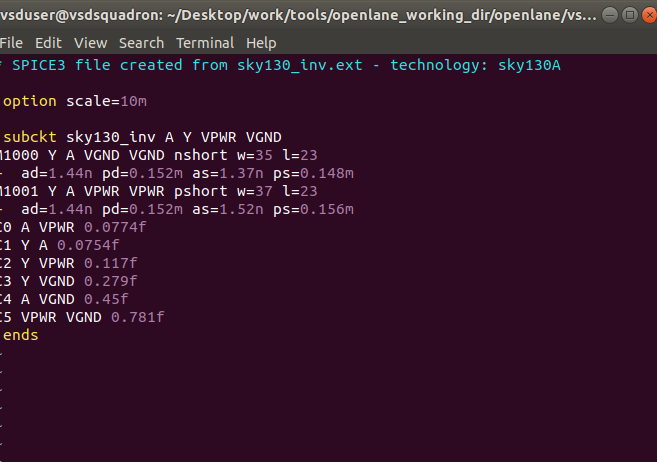 vsduser@vsdsquadron: ~/Desktop/work/tools/openlane_working_dir/openlane/vs...
File Edit View Search Terminal Help
* SPICE3 file created from sky130_inv.ext - technology: sky130A
option scale=10m
subckt sky130_inv A Y VPWR VGND
M1000 Y A VGND VGND nshort w=35 l=23
+ ad=1.44n pd=0.152m as=1.37n ps=0.148m
M1001 Y A VPWR VPWR pshort w=37 l=23
+ ad=1.44n pd=0.152m as=1.52n ps=0.156m
C0 A VPWR 0.0774f
C1 Y A 0.0754f
C2 Y VPWR 0.117f
C3 Y VGND 0.279f
C4 A VGND 0.45f
C5 VPWR VGND 0.781f
ends
~
~
~
~
~
~
~